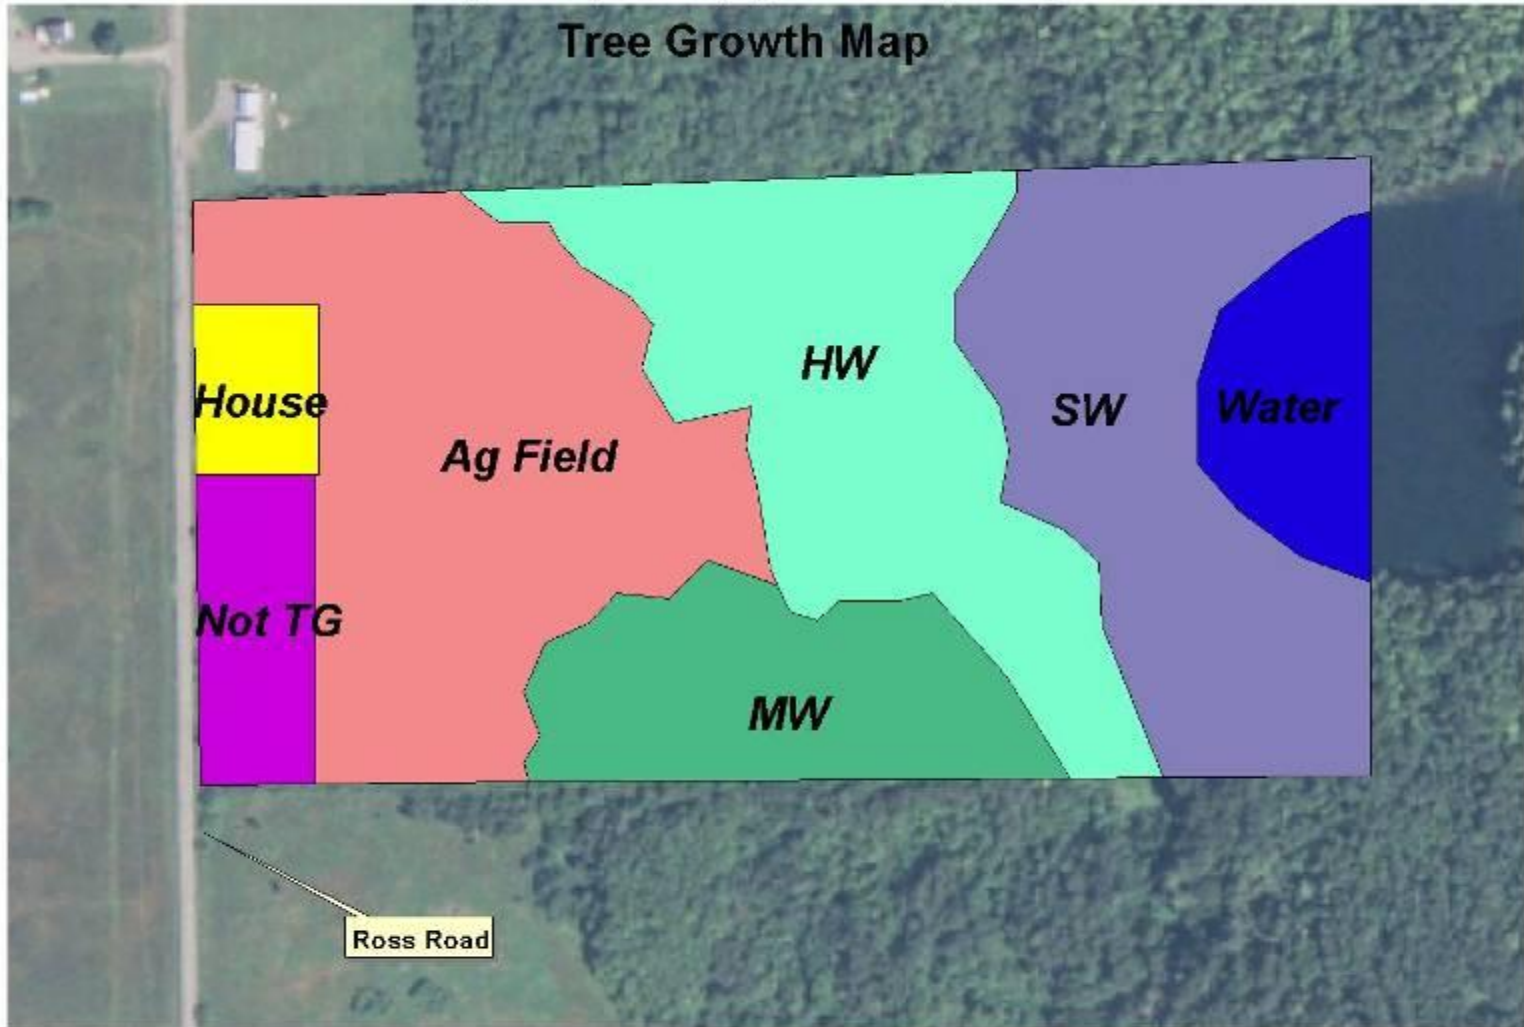 Tree Growth Map
HW
House
SW
Water
Ag Field
Not TG
MW
Ross Road